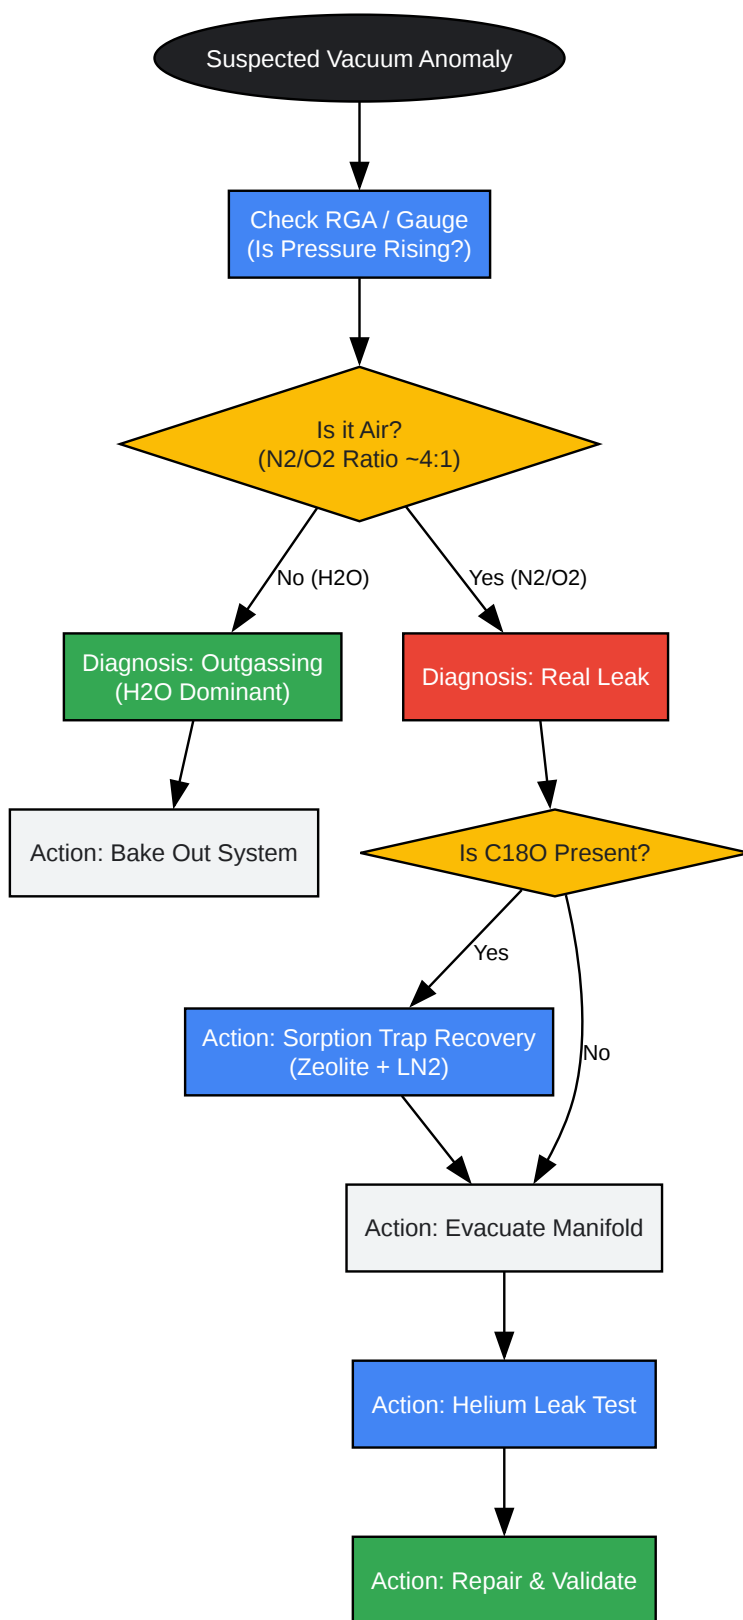 Suspected Vacuum Anomaly
Check RGA / Gauge
(Is Pressure Rising?)
Is it Air?
(N2/O2 Ratio ~4:1)
No (H2O)
Yes (N2/O2)
Diagnosis: Outgassing
(H2O Dominant)
Diagnosis: Real Leak
Action: Bake Out System
Is C18O Present?
Yes
Action: Sorption Trap Recovery
(Zeolite + LN2)
No
Action: Evacuate Manifold
Action: Helium Leak Test
Action: Repair & Validate